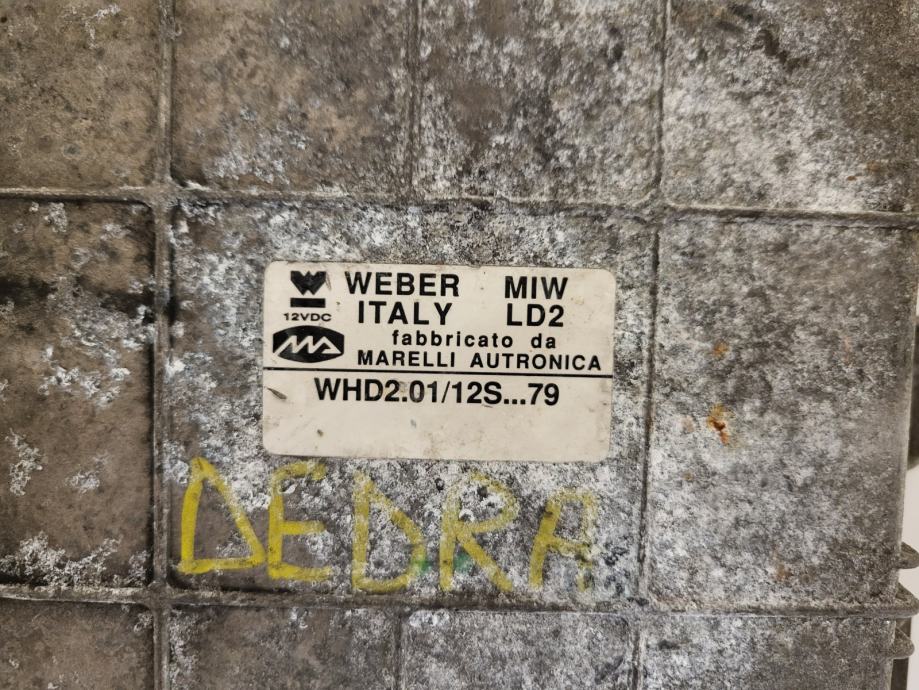 WEBER MIW
ITALY LD2
12VDC
fabbricato da
MARELLI AUTRONICA
WHD2.01/12S...79
DEDRA